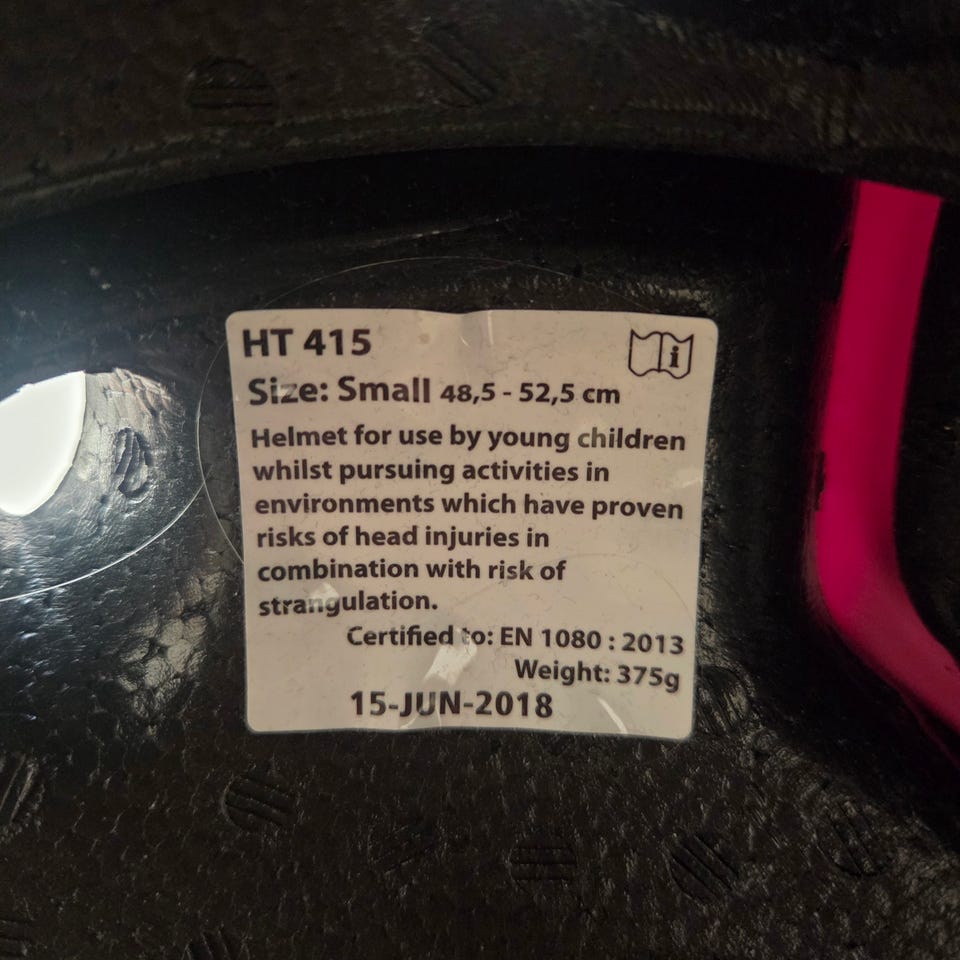 HT 415
i
Size: Small 48,5 - 52,5 cm
Helmet for use by young children
whilst pursuing activities in
environments which have proven
risks of head injuries in
combination with risk of
strangulation.
Certified to: EN 1080 : 2013
Weight: 375g
15-JUN-2018